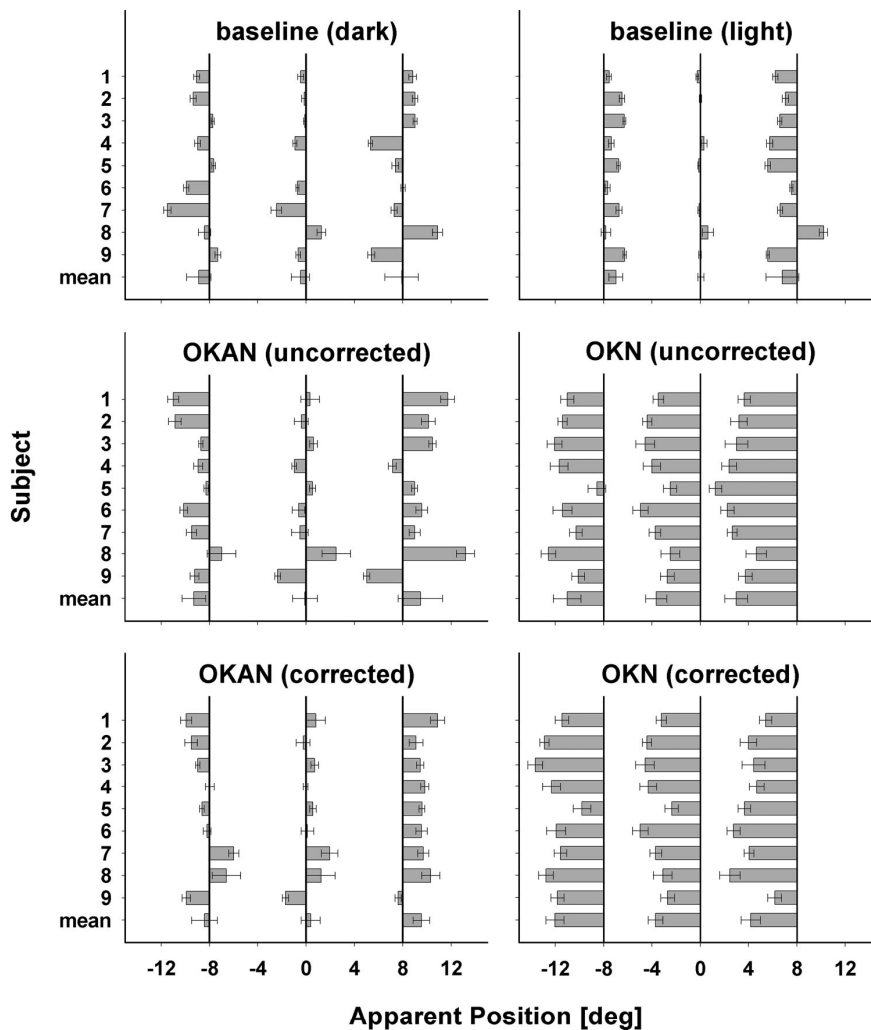 baseline (dark)
baseline (light)
1
2
3
4
5
6
7
8
9
mean
-12 -8 -4 0 4 8 12
-12 -8 -4 0 4 8 12
OKAN (uncorrected)
OKN (uncorrected)
Subject
1
2
3
4
5
6
7
8
9
mean
OKAN (corrected)
OKN (corrected)
1
2
3
4
5
6
7
8
9
mean
Apparent Position [deg]